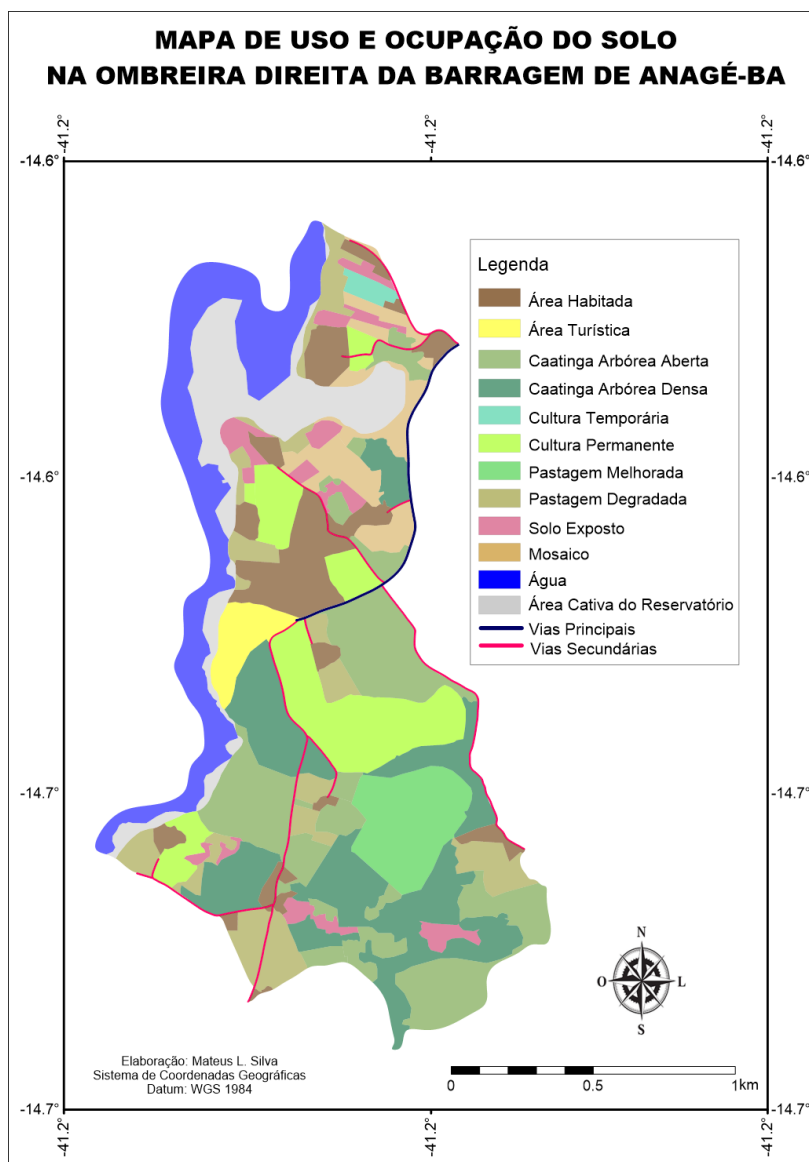 MAPA DE USO E OCUPAÇÃO DO SOLO
NA OMBREIRA DIREITA DA BARRAGEM DE ANAGÉ-BA
-41.2°
-41.2°
-41.2°
-14.6°
-14.6°
Legenda
Área Habitada
Área Turística
Caatinga Arbórea Aberta
Caatinga Arbórea Densa
Cultura Temporária
Cultura Permanente
Pastagem Melhorada
Pastagem Degradada
Solo Exposto
Mosaico
Água
Área Cativa do Reservatório
Vias Principais
Vias Secundárias
-14.6°
-14.6°
-14.7°
-14.7°
N
O
L
S
Elaboração: Mateus L. Silva
Sistema de Coordenadas Geográficas
Datum: WGS 1984
0
0.5
1km
-14.7°
-14.7°
-41.2°
-41.2°
-41.2°